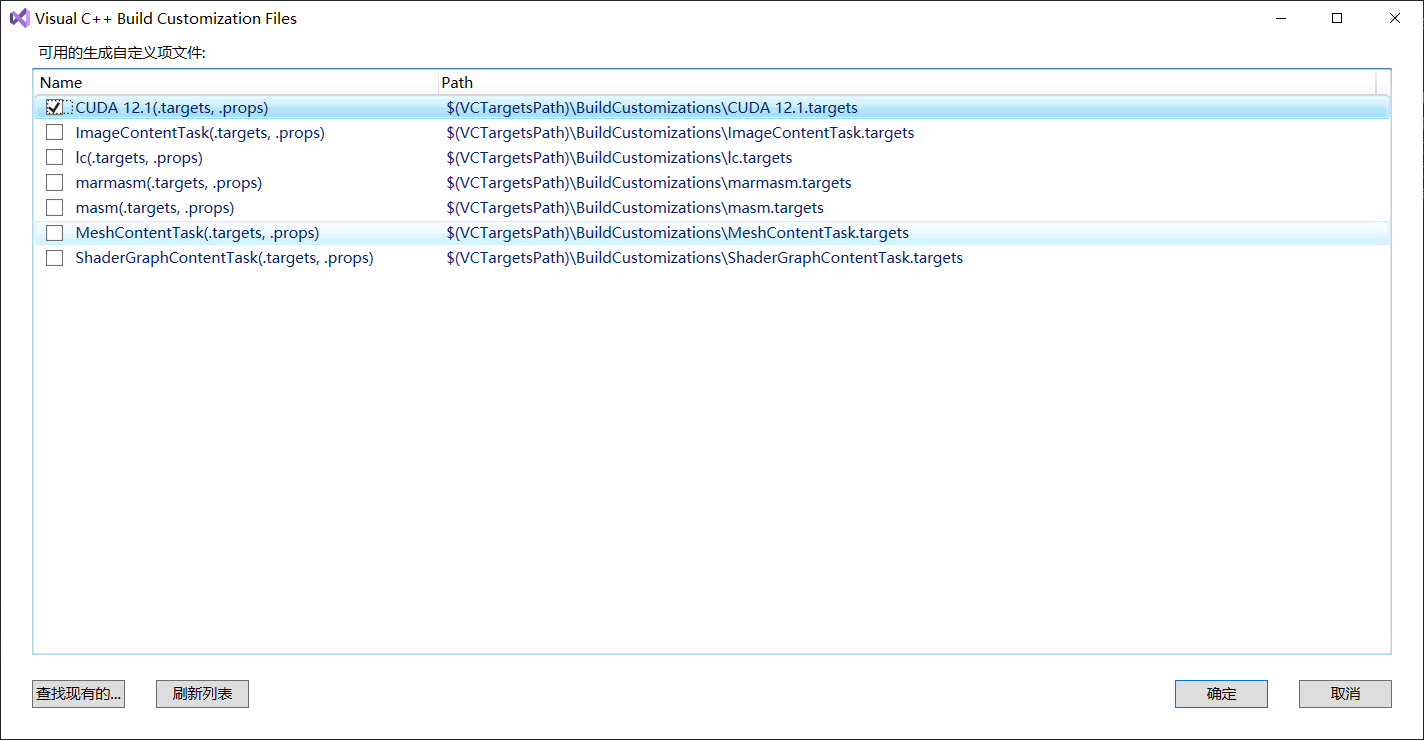 Visual C++ Build Customization Files
可用的生成自定义项文件:
Name Path
CUDA 12.1(.targets, .props) $(VCTargetsPath)\BuildCustomizations\CUDA 12.1.targets
ImageContentTask(.targets, .props) $(VCTargetsPath)\BuildCustomizations\ImageContentTask.targets
lc(.targets, .props) $(VCTargetsPath)\BuildCustomizations\lc.targets
marmasm(.targets, .props) $(VCTargetsPath)\BuildCustomizations\marmasm.targets
masm(.targets, .props) $(VCTargetsPath)\BuildCustomizations\masm.targets
MeshContentTask(.targets, .props) $(VCTargetsPath)\BuildCustomizations\MeshContentTask.targets
ShaderGraphContentTask(.targets, .props) $(VCTargetsPath)\BuildCustomizations\ShaderGraphContentTask.targets
查找现有的... 刷新列表 确定 取消